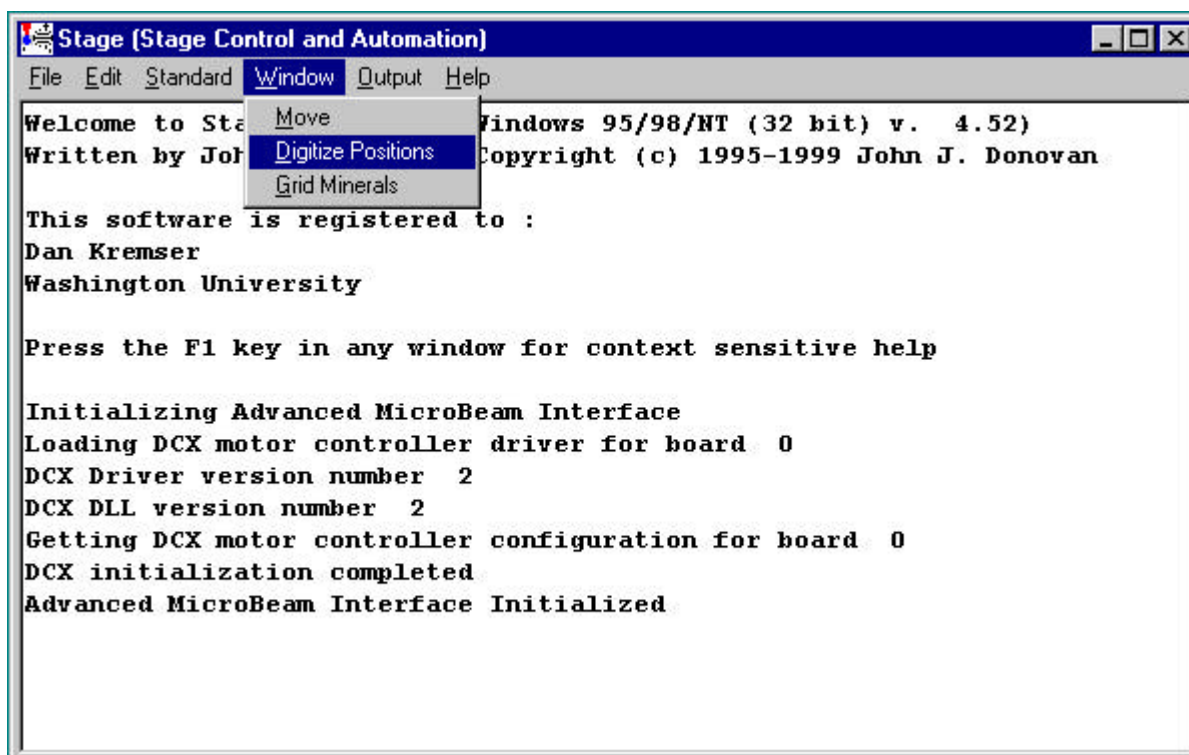 Stage (Stage Control and Automation)
File Edit Standard Window Output Help
Move
Digitize Positions
Grid Minerals
Welcome to Windows 95/98/NT (32 bit) v. 4.52)
Written by Copyright (c) 1995-1999 John J. Donovan
This software is registered to :
Dan Kremser
Washington University
Press the F1 key in any window for context sensitive help
Initializing Advanced MicroBeam Interface
Loading DCX motor controller driver for board 0
DCX Driver version number 2
DCX DLL version number 2
Getting DCX motor controller configuration for board 0
DCX initialization completed
Advanced MicroBeam Interface Initialized